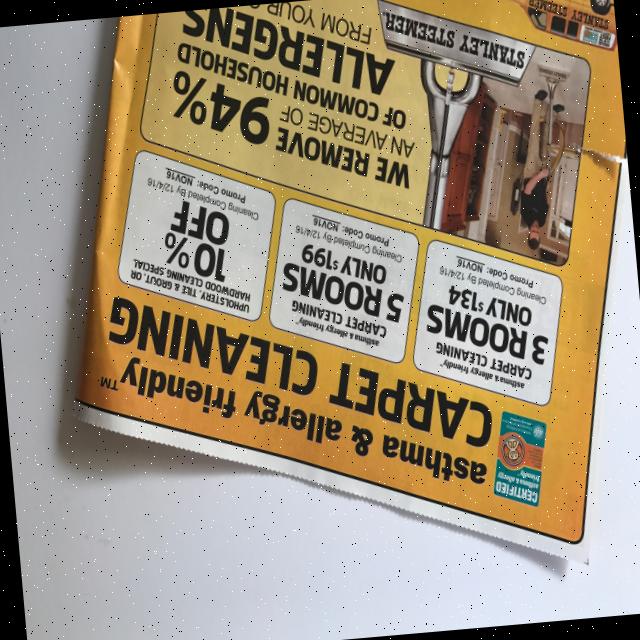 CERTIFIED
asthma & allergy
friendly
asthma & allergy friendly™
CARPET CLEANING
asthma & allergy friendly
CARPET CLEANING
3 ROOMS
ONLY $134
Cleaning Completed By 12/4/16
Promo Code: NOV16
asthma & allergy friendly
CARPET CLEANING
5 ROOMS
ONLY $199
Cleaning Completed By 12/4/16
Promo Code: NOV16
UPHOLSTERY, TILE & GROUT, OR
HARDWOOD CLEANING SPECIAL
10%
OFF
Cleaning Completed By 12/4/16
Promo Code: NOV16
WE REMOVE 94%
AN AVERAGE OF
OF COMMON HOUSEHOLD
ALLERGENS
FROM YOUR
STANLEY STEEMER
STANLEY STEEMER